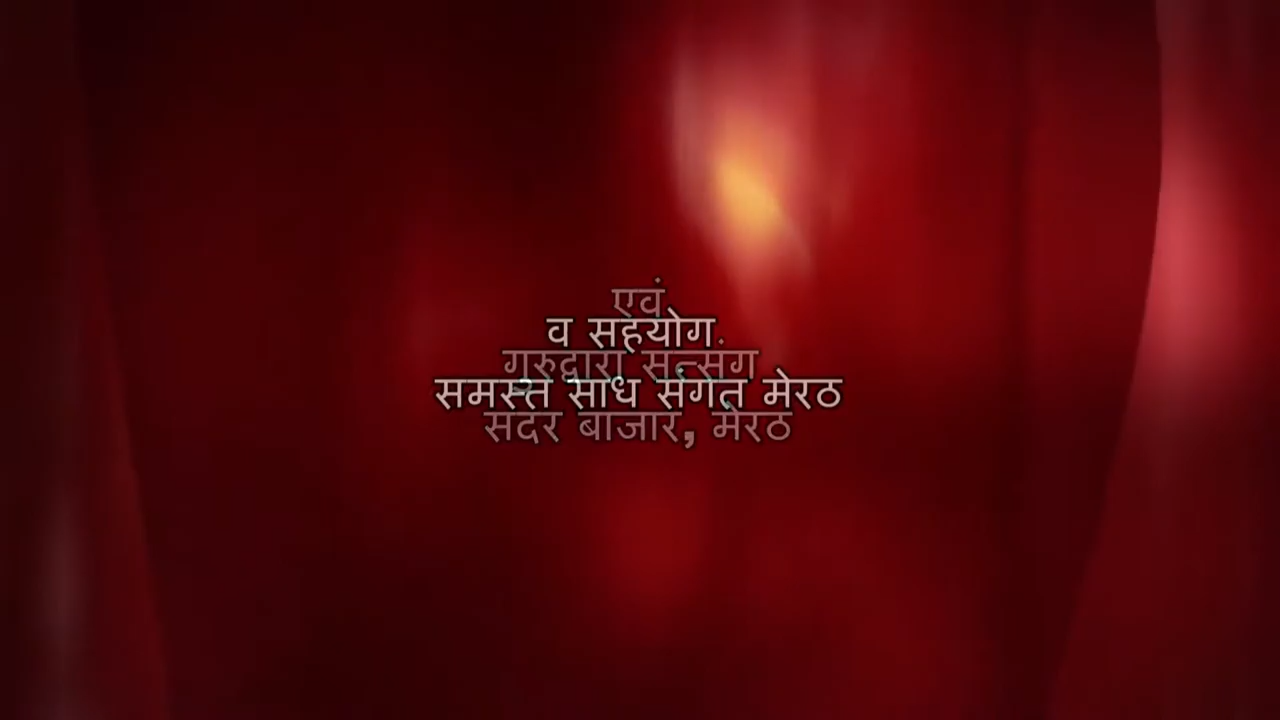 एवं
व सहयोग
गुरुद्वारा सत्संग
समस्त साध संगत मेरठ
सदर बाजार, मेरठ